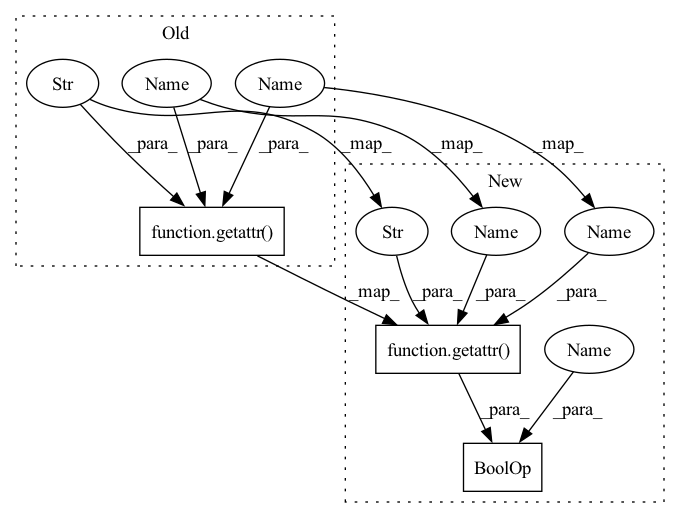 Old
Str
Name
Name
_para_
_para_
_para_
_map_
_map_
_map_
New
function.getattr()
Str
Name
Name
_map_
_para_
_para_
_para_
function.getattr()
Name
_para_
_para_
BoolOp